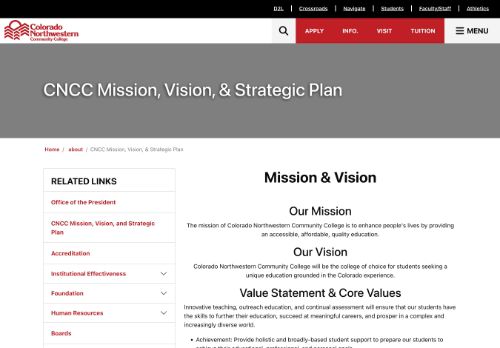 D2L | Crossroads | Navigate | Students | Faculty/Staff | Athletics
Colorado
Northwestern
Community College
APPLY INFO. VISIT TUITION MENU
CNCC Mission, Vision, & Strategic Plan
Home / about / CNCC Mission, Vision, & Strategic Plan
RELATED LINKS
Office of the President
CNCC Mission, Vision, and Strategic
Plan
Accreditation
Institutional Effectiveness
Foundation
Human Resources
Boards
Mission & Vision
Our Mission
The mission of Colorado Northwestern Community College is to enhance people's lives by providing
an accessible, affordable, quality education.
Our Vision
Colorado Northwestern Community College will be the college of choice for students seeking a
unique education grounded in the Colorado experience.
Value Statement & Core Values
Innovative teaching, outreach education, and continual assessment will ensure that our students have
the skills to further their education, succeed at meaningful careers, and prosper in a complex and
increasingly diverse world.
• Achievement: Provide holistic and broadly-based student support to prepare our students to